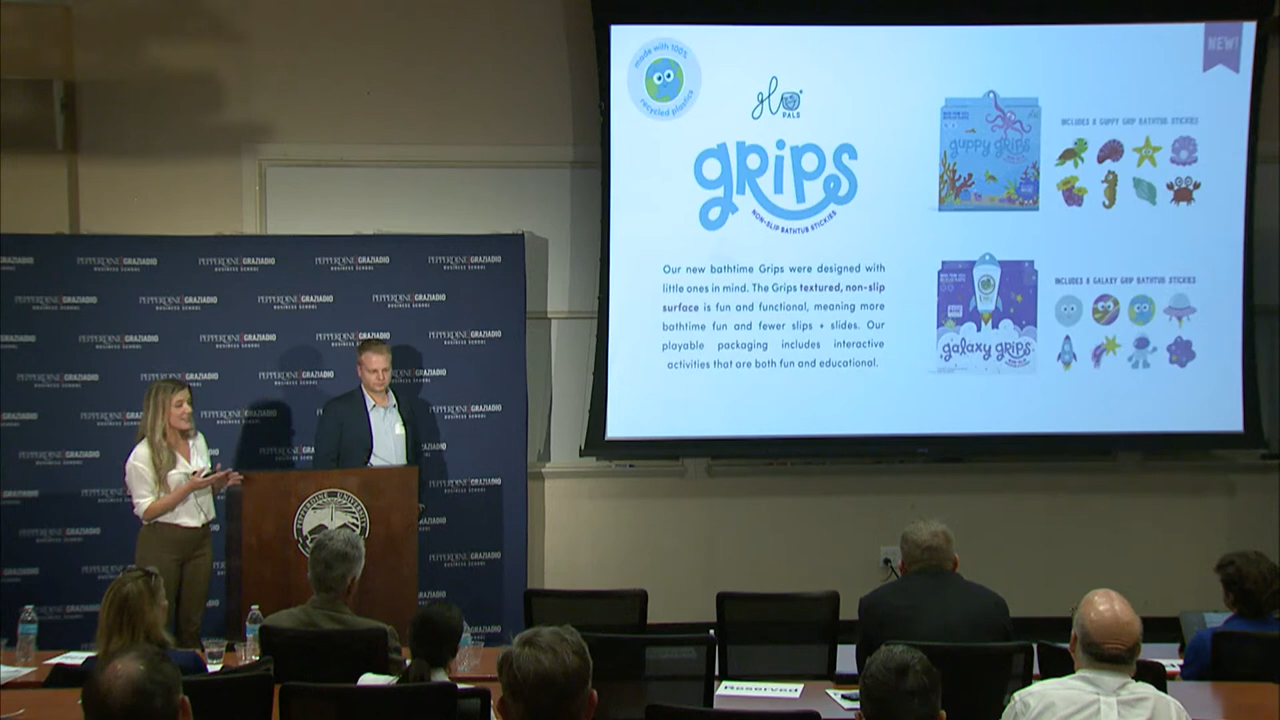 made with 100%
recycled plastics
glo
PALS
grips
NON-SLIP BATHTUB STICKIES
Our new bathtime Grips were designed with
little ones in mind. The Grips textured, non-slip
surface is fun and functional, meaning more
bathtime fun and fewer slips + slides. Our
playable packaging includes interactive
activities that are both fun and educational.
NEW!
guppy grips
INCLUDES 8 GUPPY GRIP BATHTUB STICKIES
galaxy grips
INCLUDES 8 GALAXY GRIP BATHTUB STICKIES
PEPPERDINE GRAZIADIO
BUSINESS SCHOOL
PEPPERDINE UNIVERSITY
Reserved